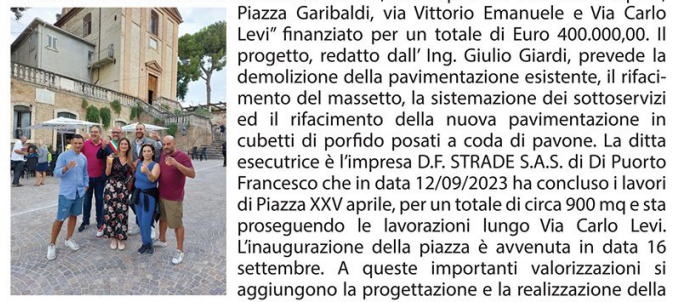 Piazza Garibaldi, via Vittorio Emanuele e Via Carlo
Levi” finanziato per un totale di Euro 400.000,00. Il
progetto, redatto dall’ Ing. Giulio Giardi, prevede la
demolizione della pavimentazione esistente, il rifaci-
mento del massetto, la sistemazione dei sottoservizi
ed il rifacimento della nuova pavimentazione in
cubetti di porfido posati a coda di pavone. La ditta
esecutrice è l’impresa D.F. STRADE S.A.S. di Di Puorto
Francesco che in data 12/09/2023 ha concluso i lavori
di Piazza XXV aprile, per un totale di circa 900 mq e sta
proseguendo le lavorazioni lungo Via Carlo Levi.
L’inaugurazione della piazza è avvenuta in data 16
settembre. A queste importanti valorizzazioni si
aggiungono la progettazione e la realizzazione della